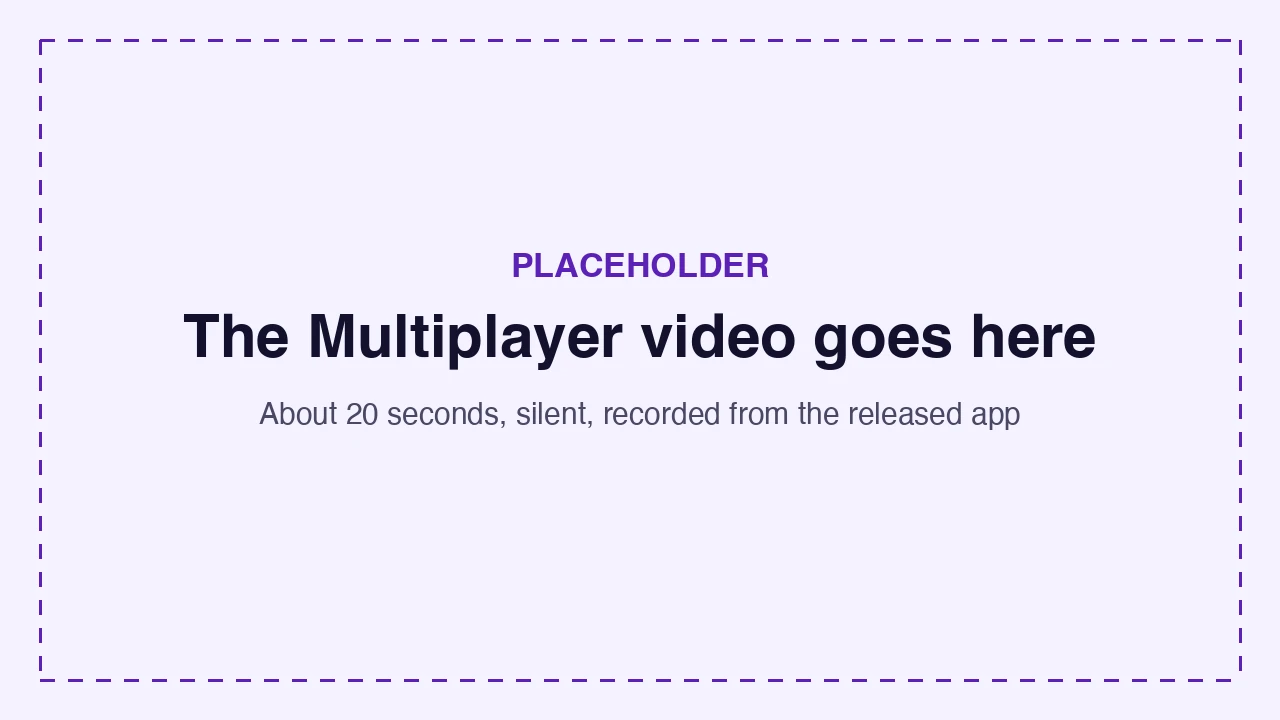 PLACEHOLDER
The Multiplayer video goes here
About 20 seconds, silent, recorded from the released app